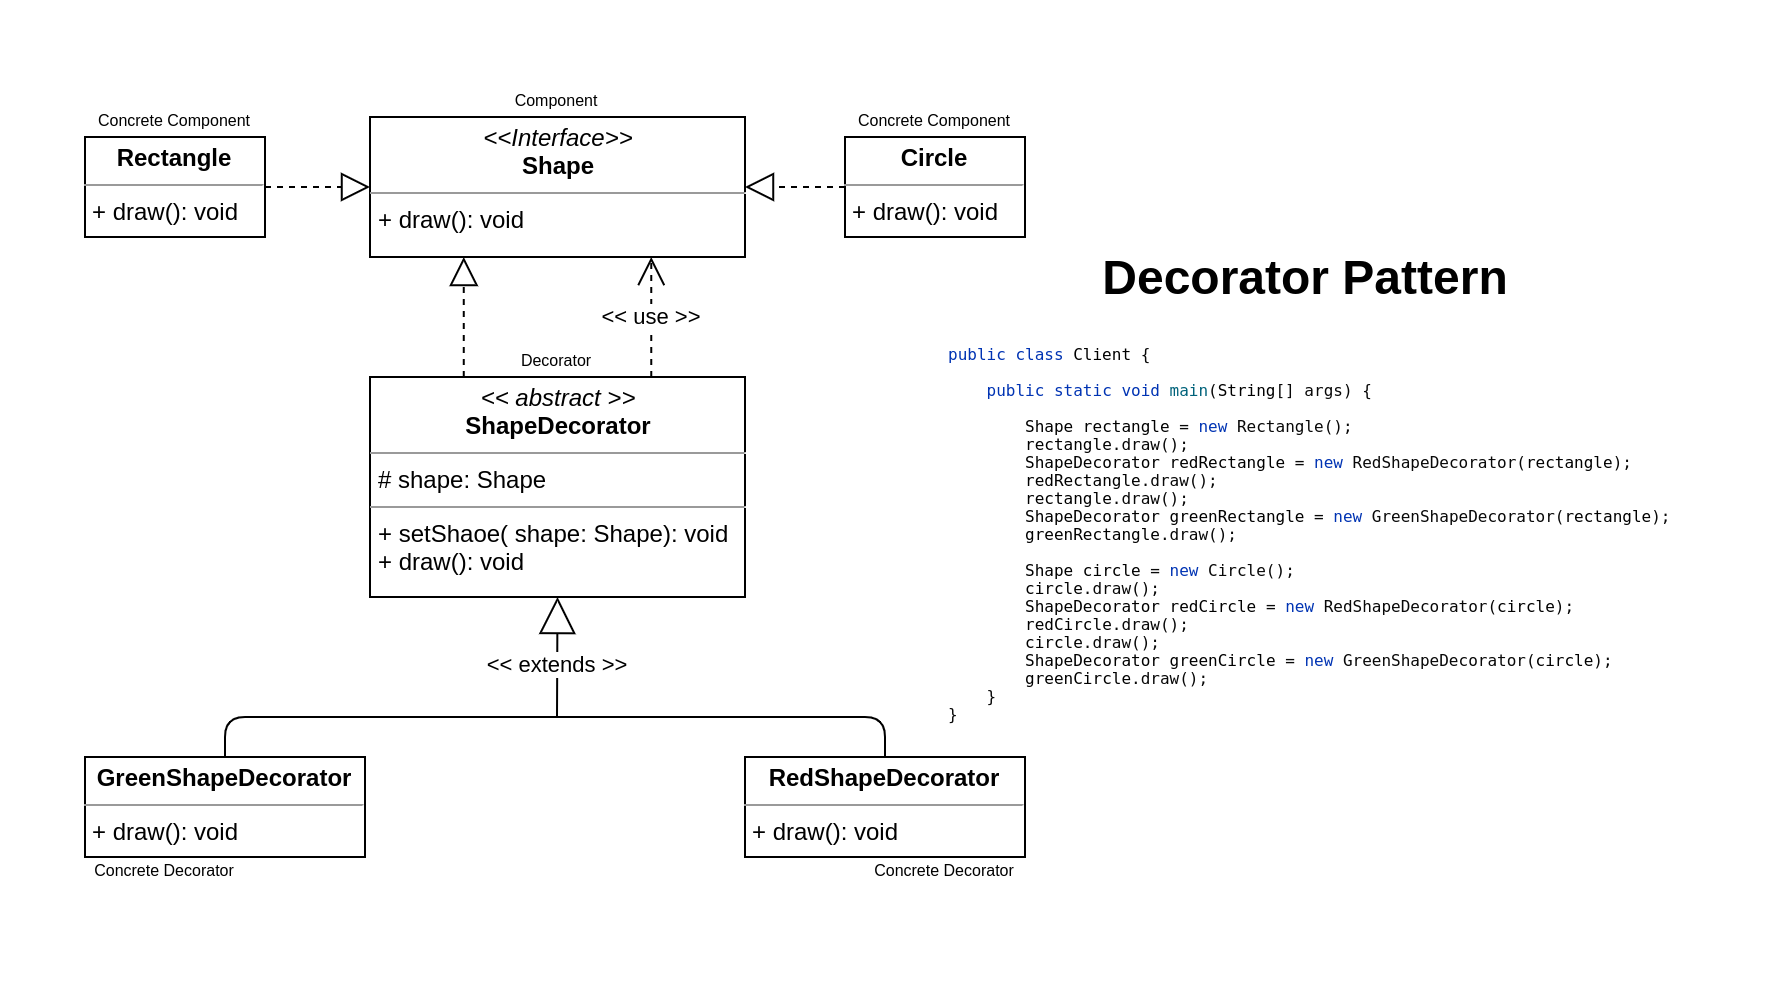 Component
Concrete Component
Concrete Component
<<Interface>>
Shape
+ draw(): void
Rectangle
+ draw(): void
Circle
+ draw(): void
<< use >>
Decorator
<< abstract >>
ShapeDecorator
# shape: Shape
+ setShaoe( shape: Shape): void
+ draw(): void
<< extends >>
GreenShapeDecorator
+ draw(): void
Concrete Decorator
RedShapeDecorator
+ draw(): void
Concrete Decorator
Decorator Pattern
public class Client {
    public static void main(String[] args) {
        Shape rectangle = new Rectangle();
        rectangle.draw();
        ShapeDecorator redRectangle = new RedShapeDecorator(rectangle);
        redRectangle.draw();
        rectangle.draw();
        ShapeDecorator greenRectangle = new GreenShapeDecorator(rectangle);
        greenRectangle.draw();
        Shape circle = new Circle();
        circle.draw();
        ShapeDecorator redCircle = new RedShapeDecorator(circle);
        redCircle.draw();
        circle.draw();
        ShapeDecorator greenCircle = new GreenShapeDecorator(circle);
        greenCircle.draw();
    }
}